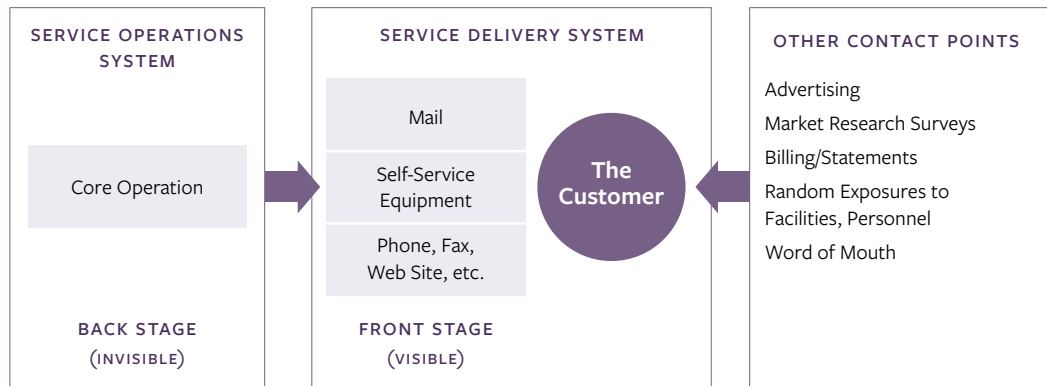 SERVICE OPERATIONS
SYSTEM
Core Operation
BACK STAGE
(INVISIBLE)
SERVICE DELIVERY SYSTEM
Mail
Self-Service
Equipment
Phone, Fax,
Web Site, etc.
The
Customer
FRONT STAGE
(VISIBLE)
OTHER CONTACT POINTS
Advertising
Market Research Surveys
Billing/Statements
Random Exposures to
Facilities, Personnel
Word of Mouth